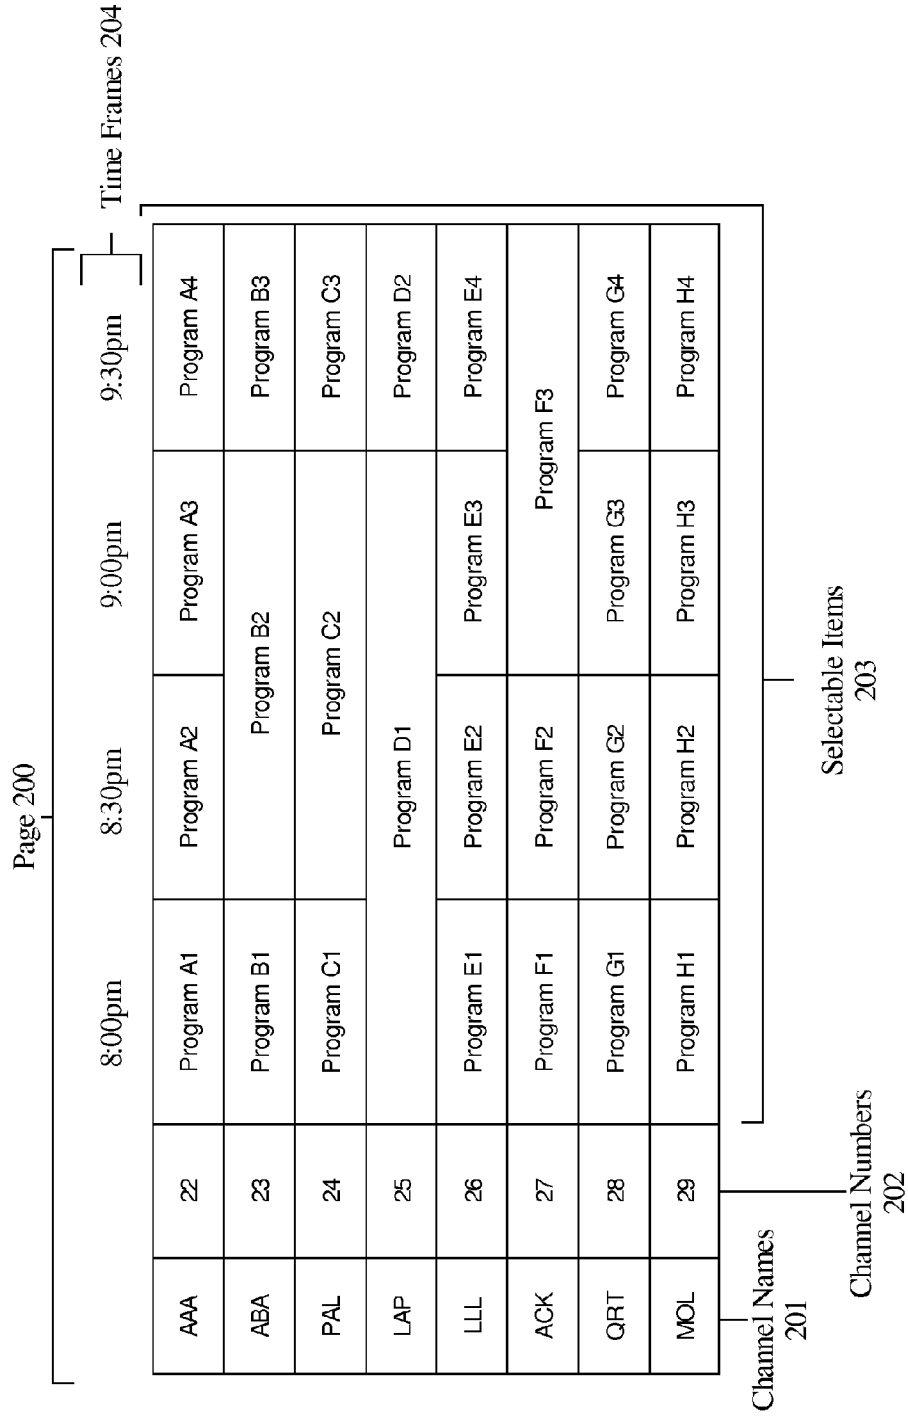 Page 200
8:00pm 8:30pm 9:00pm 9:30pm
Time Frames 204
AAA 22 Program A1 Program A2 Program A3 Program A4
ABA 23 Program B1 Program B2 Program B3
PAL 24 Program C1 Program C2 Program C3
LAP 25 Program D1 Program D2
LLL 26 Program E1 Program E2 Program E3 Program E4
ACK 27 Program F1 Program F2 Program F3
QRT 28 Program G1 Program G2 Program G3 Program G4
MOL 29 Program H1 Program H2 Program H3 Program H4
Channel Names
201
Channel Numbers
202
Selectable Items
203